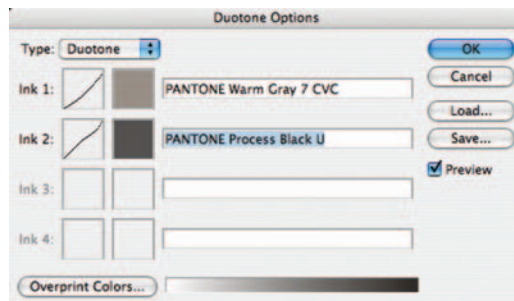 Duotone Options
Type: Duotone
OK
Ink 1: PANTONE Warm Gray 7 CVC
Cancel
Load...
Ink 2: PANTONE Process Black U
Save...
Preview
Ink 3:
Ink 4:
Overprint Colors...